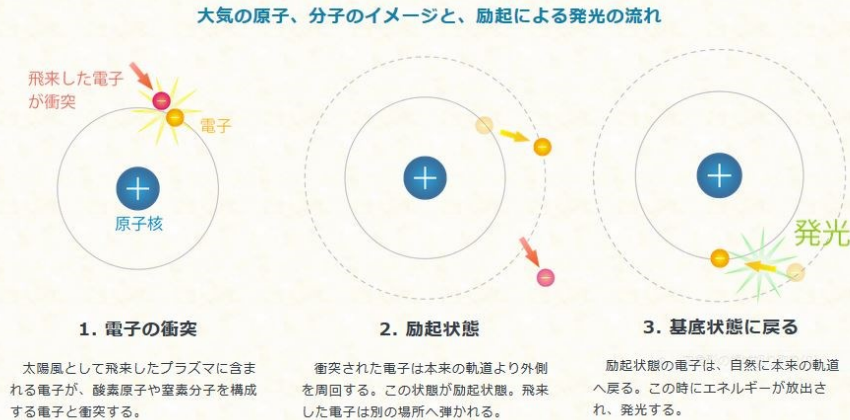 大気の原子、分子のイメージと、励起による発光の流れ
飛来した電子
が衝突
電子
原子核
発光
1. 電子の衝突
太陽風として飛来したプラズマに含ま
れる電子が、酸素原子や窒素分子を構成
する電子と衝突する。
2. 励起状態
衝突された電子は本来の軌道より外側
を周回する。この状態が励起状態。飛来
した電子は別の場所へ弾かれる。
3. 基底状態に戻る
励起状態の電子は、自然に本来の軌道
へ戻る。この時にエネルギーが放出さ
れ、発光する。